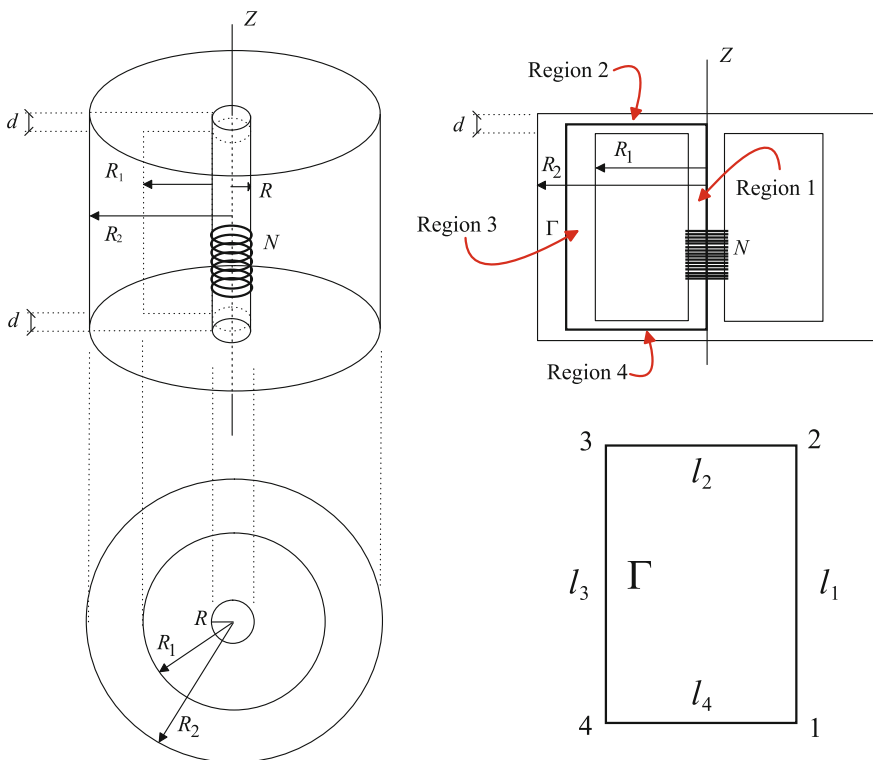 Z
d
R₁
R
R₂
N
d
R
R₁
R₂
Region 2
Z
d
R₁
R₂
Region 1
Region 3
Γ
N
Region 4
3
2
l₂
l₃
Γ
l₁
l₄
4
1